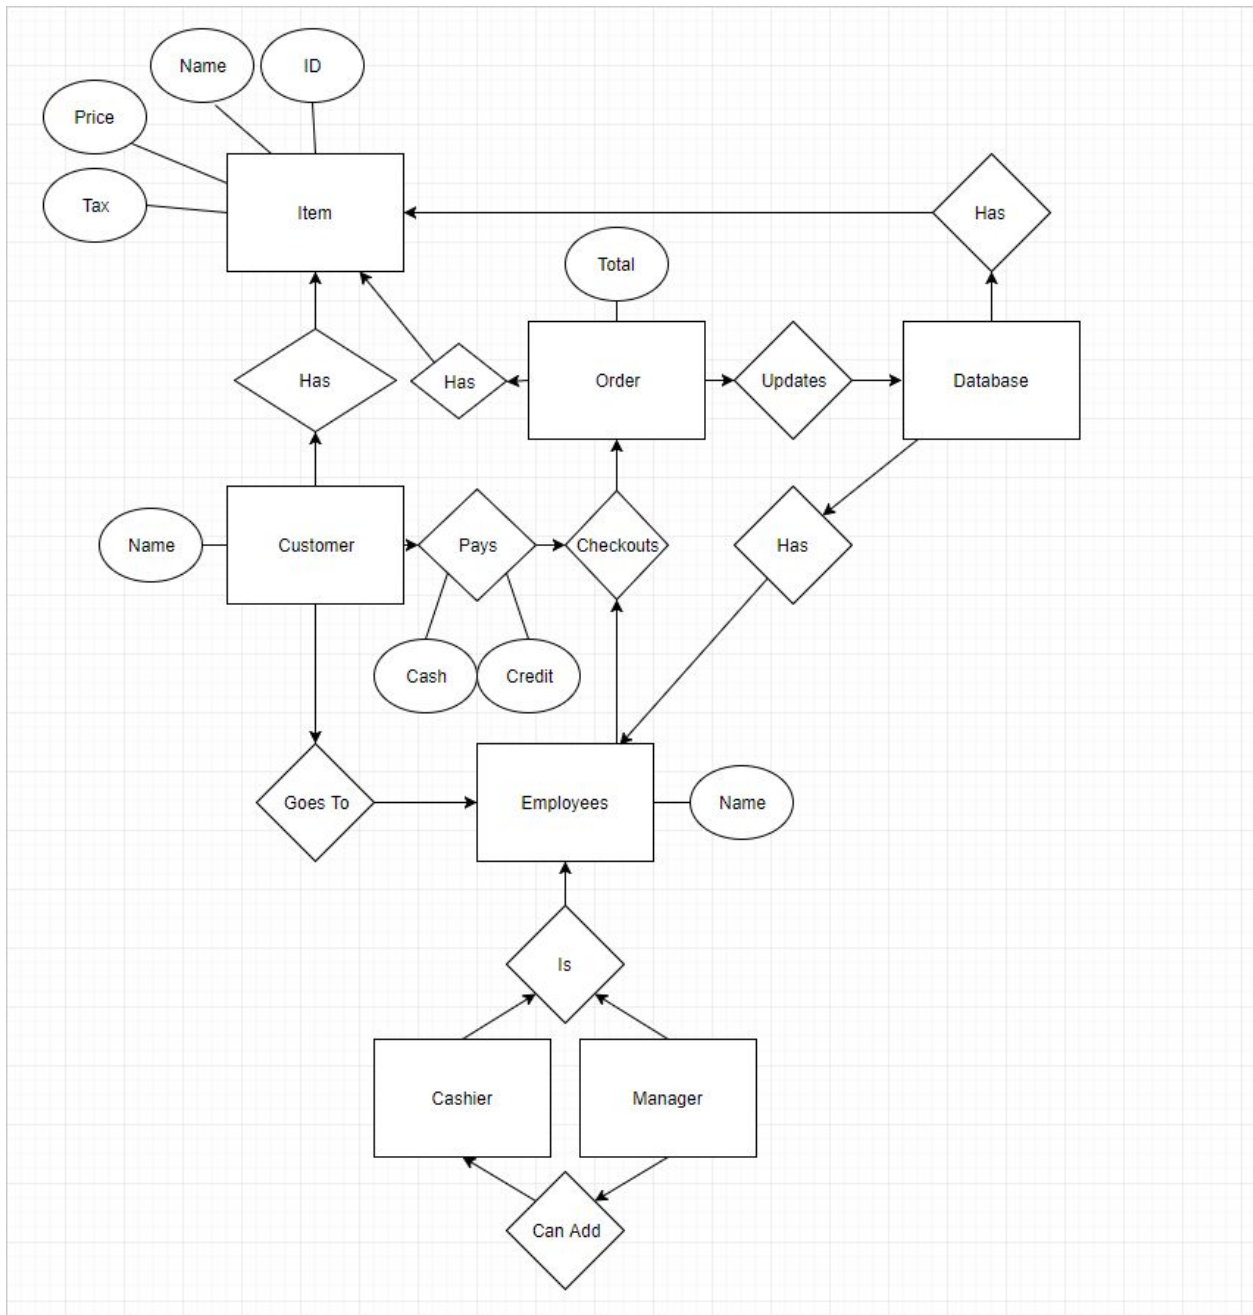 Name
ID
Price
Tax
Item
Has
Total
Has
Has
Order
Updates
Database
Name
Customer
Pays
Checkouts
Has
Cash
Credit
Goes To
Employees
Name
Is
Cashier
Manager
Can Add